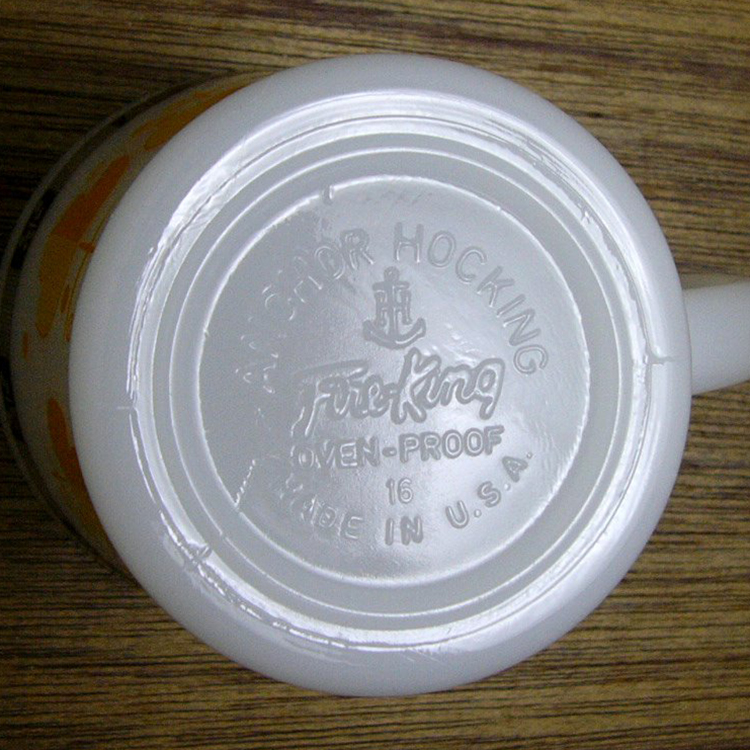 ANCHOR HOCKING
H
Fire-King
OVEN-PROOF
16
MADE IN U.S.A.